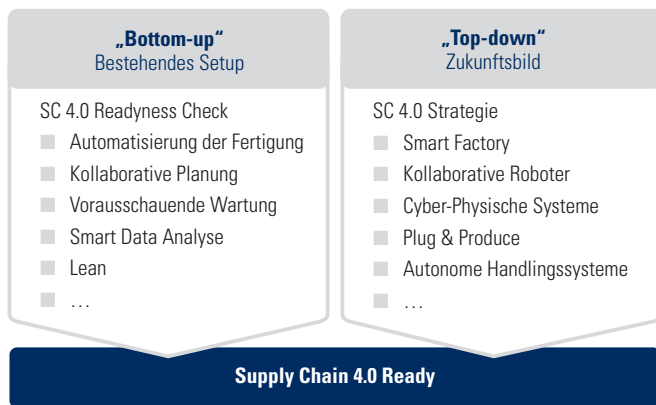 „Bottom-up“
Bestehendes Setup
SC 4.0 Readyness Check
Automatisierung der Fertigung
Kollaborative Planung
Vorausschauende Wartung
Smart Data Analyse
Lean
…
„Top-down“
Zukunftsbild
SC 4.0 Strategie
Smart Factory
Kollaborative Roboter
Cyber-Physische Systeme
Plug & Produce
Autonome Handlingssysteme
…
Supply Chain 4.0 Ready